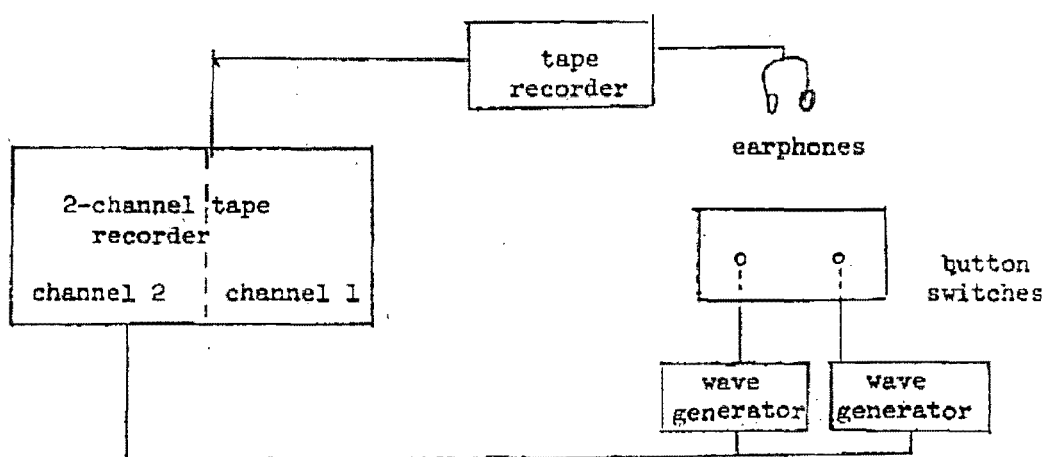 tape
recorder
earphones
2-channel tape
recorder
channel 2 channel 1
button
switches
wave
generator
wave
generator